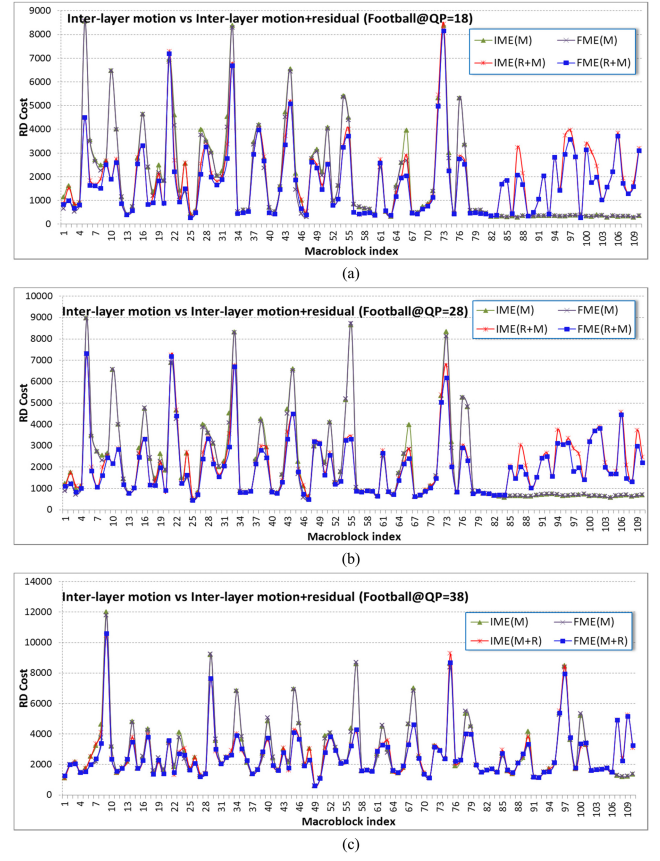 Inter-layer motion vs Inter-layer motion+residual (Football@QP=18)
9000
8000
7000
6000
5000
4000
3000
2000
1000
0
RD Cost
IME(M) FME(M)
IME(R+M) FME(R+M)
1 4 7 10 13 16 19 22 25 28 31 34 37 40 43 46 49 52 55 58 61 64 67 70 73 76 79 82 85 88 91 94 97 100 103 106 109
Macroblock index
(a)
Inter-layer motion vs Inter-layer motion+residual (Football@QP=28)
10000
9000
8000
7000
6000
5000
4000
3000
2000
1000
0
RD Cost
IME(M) FME(M)
IME(R+M) FME(R+M)
1 4 7 10 13 16 19 22 25 28 31 34 37 40 43 46 49 52 55 58 61 64 67 70 73 76 79 82 85 88 91 94 97 100 103 106 109
Macroblock index
(b)
Inter-layer motion vs Inter-layer motion+residual (Football@QP=38)
14000
12000
10000
8000
6000
4000
2000
0
RD Cost
IME(M) FME(M)
IME(M+R) FME(M+R)
1 4 7 10 13 16 19 22 25 28 31 34 37 40 43 46 49 52 55 58 61 64 67 70 73 76 79 82 85 88 91 94 97 100 103 106 109
Macroblock index
(c)